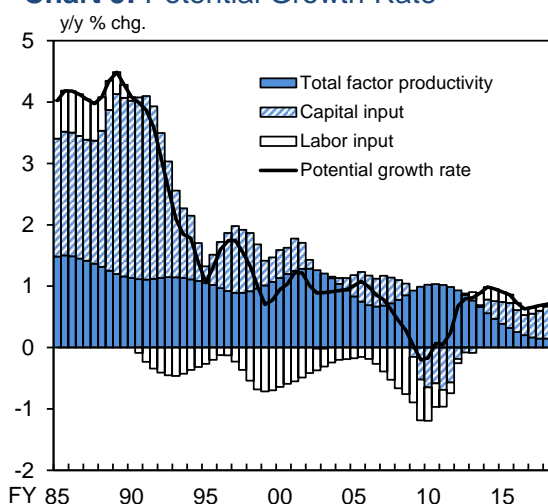 Potential Growth Rate
y/y % chg.
5
Total factor productivity
4
Capital input
Labor input
3
Potential growth rate
2
1
0
-1
-2
FY 85 90 95 00 05 10 15